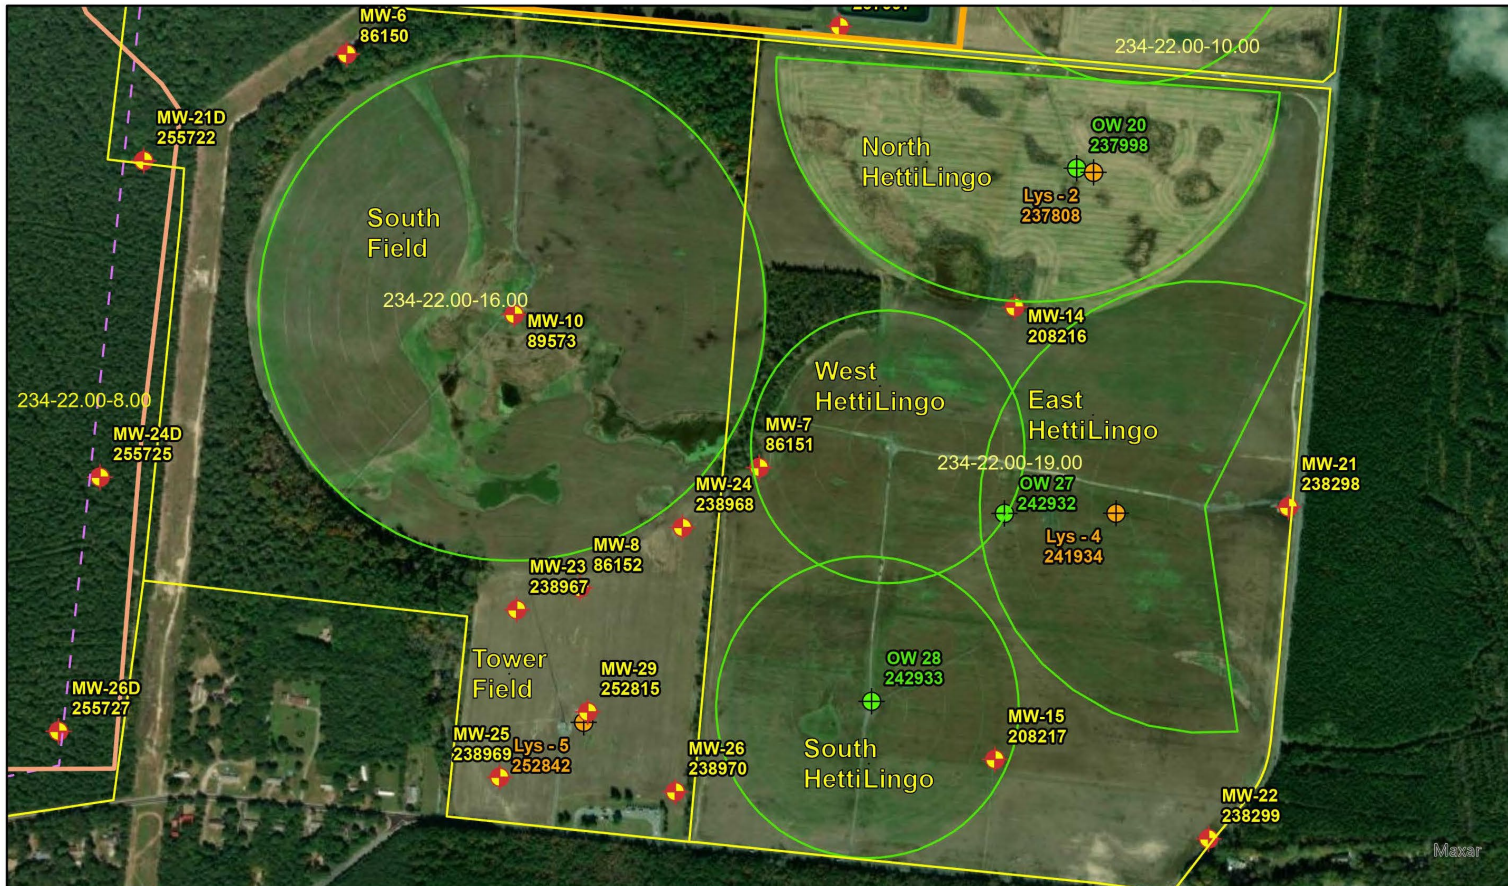 MW-6
86150
234-22.00-10.00
MW-21D
255722
OW 20
237998
North
HettiLingo
Lys - 2
237808
South
Field
234-22.00-16.00
MW-10
89573
MW-14
208216
West
HettiLingo
East
HettiLingo
234-22.00-8.00
MW-24D
255725
MW-7
86151
234-22.00-19.00
MW-21
238298
MW-24
238968
OW 27
242932
Lys - 4
241934
MW-8
86152
MW-23
238967
Tower
Field
MW-29
252815
OW 28
242933
MW-26D
255727
MW-25
238969
Lys - 5
252842
MW-26
238970
South
HettiLingo
MW-15
208217
MW-22
238299
Maxar